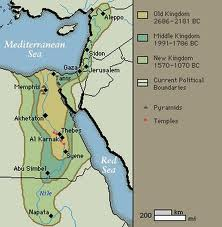 Aleppo
Mediterranean
Sea
Sidon
Tanis
Gaza
Jerusalem
Memphis
Akhetaton
Thebes
Al Karnak
Syene
Abu Simbel
Red
Sea
Nile
Napata
Old Kingdom
2686-2181 BC
Middle Kingdom
1991-1786 BC
New Kingdom
1570-1070 BC
Current Political
Boundaries
Pyramids
Temples
200
km
mi